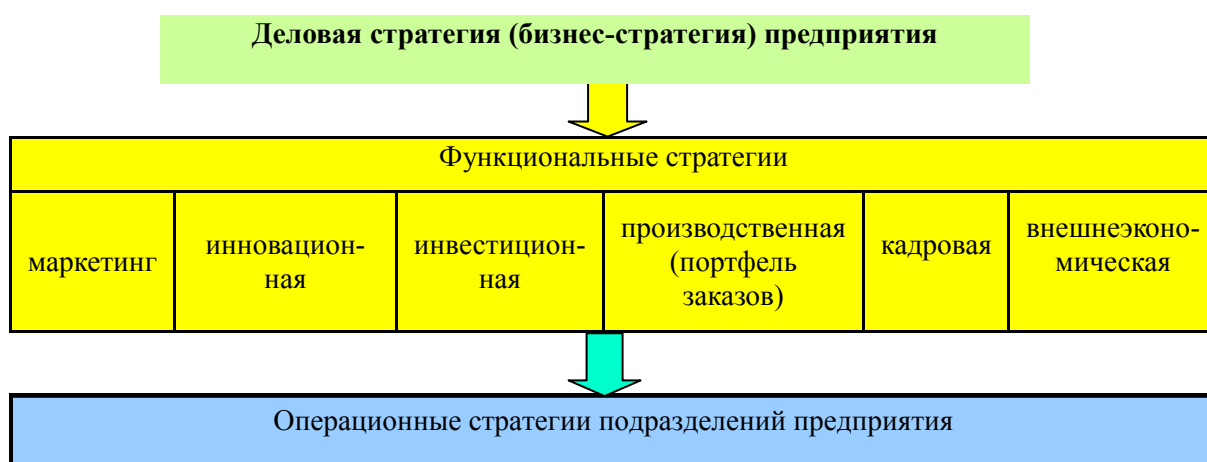 Деловая стратегия (бизнес-стратегия) предприятия
Функциональные стратегии
маркетинг
инновацион-
ная
инвестицион-
ная
производственная
(портфель
заказов)
кадровая
внешнеэконо-
мическая
Операционные стратегии подразделений предприятия